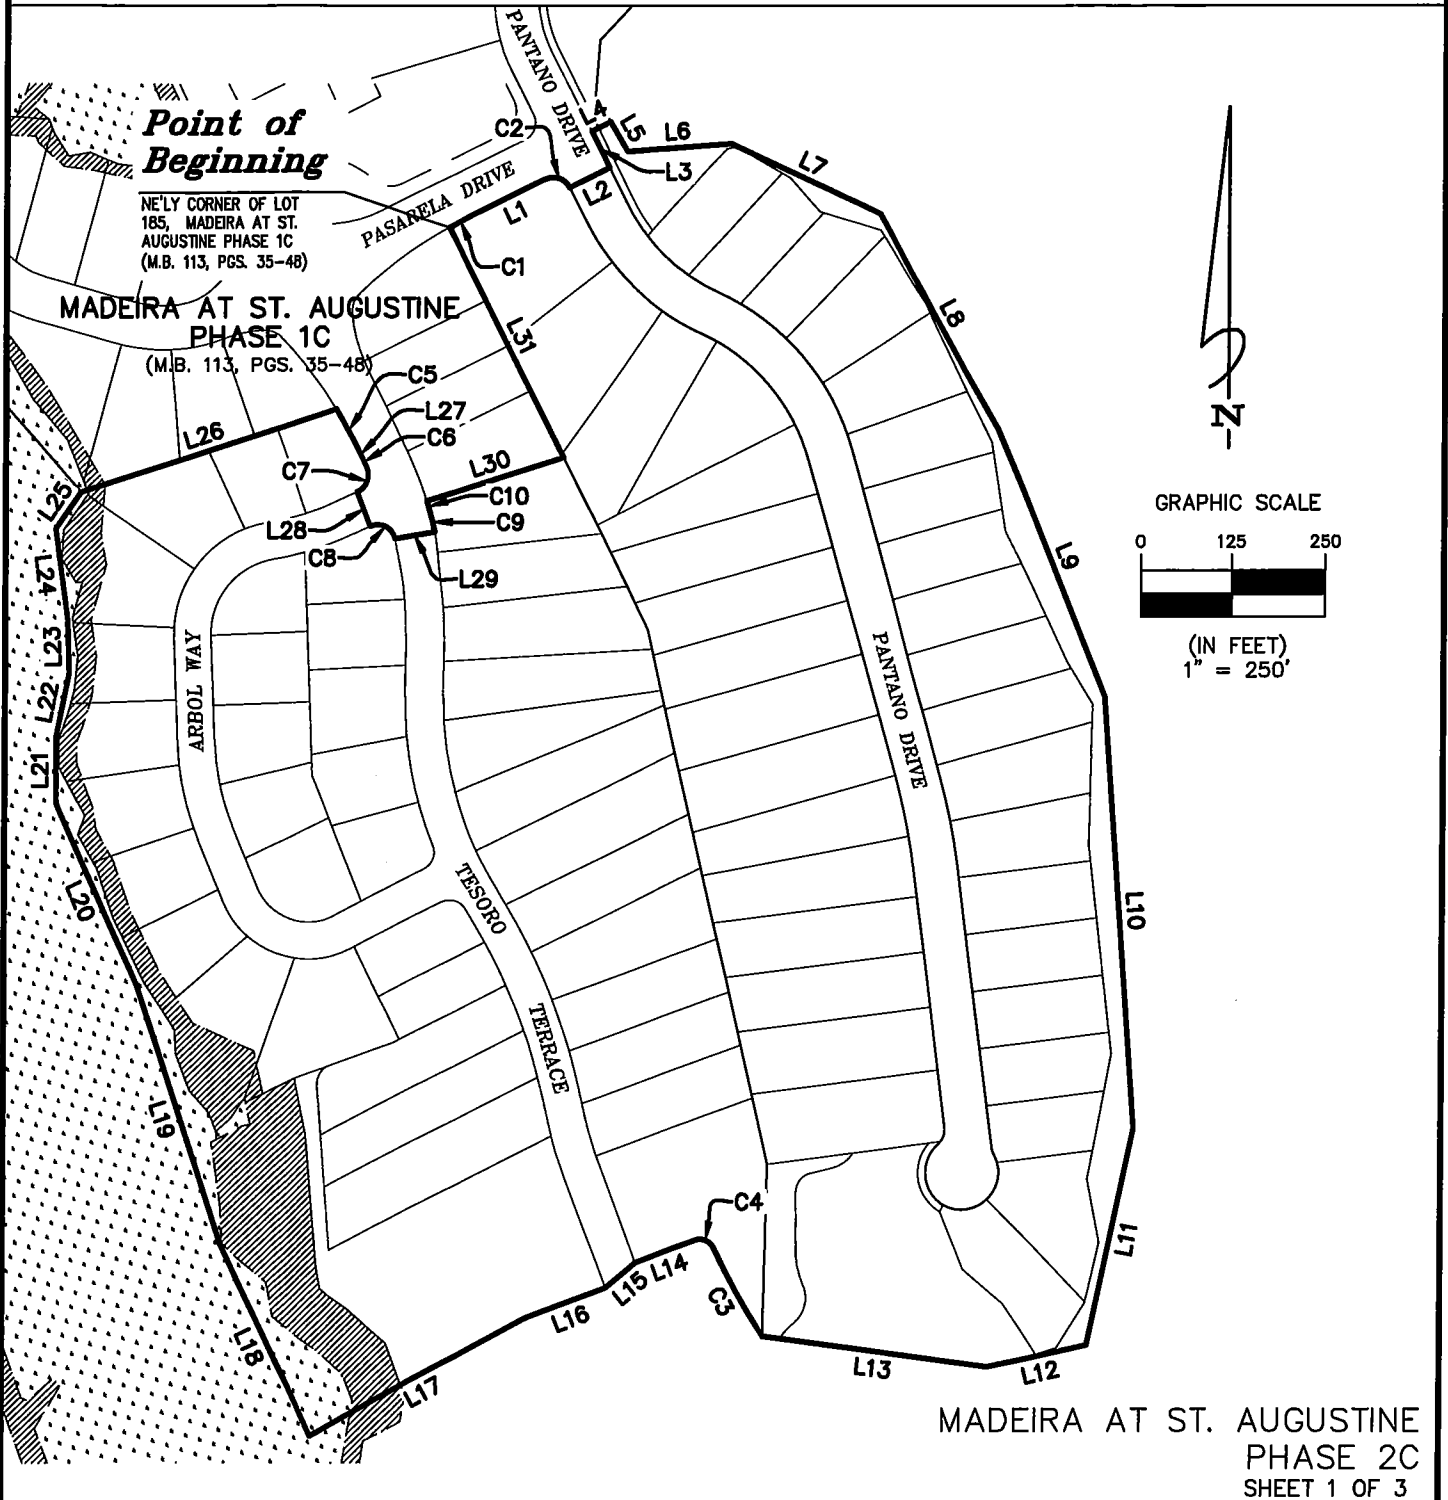 PANTANO DRIVE
Point of
Beginning
NE'LY CORNER OF LOT
185, MADEIRA AT ST.
AUGUSTINE PHASE 1C
(M.B. 113, PGS. 35-48)
C2
L4
L5
L6
L3
L7
L2
L1
PASARELA DRIVE
C1
MADEIRA AT ST. AUGUSTINE
PHASE 1C
(M.B. 113, PGS. 35-48)
L31
L8
C5
L27
C6
L26
C7
L30
C10
C9
L25
L28
C8
L29
L24
L9
N
GRAPHIC SCALE
0 125 250
(IN FEET)
1" = 250'
L23
ARBOL WAY
PANTANO DRIVE
L22
L21
L20
TESORO
TERRACE
L10
L19
C4
L11
L14
L15
C3
L16
L18
L17
L13
L12
MADEIRA AT ST. AUGUSTINE
PHASE 2C
SHEET 1 OF 3